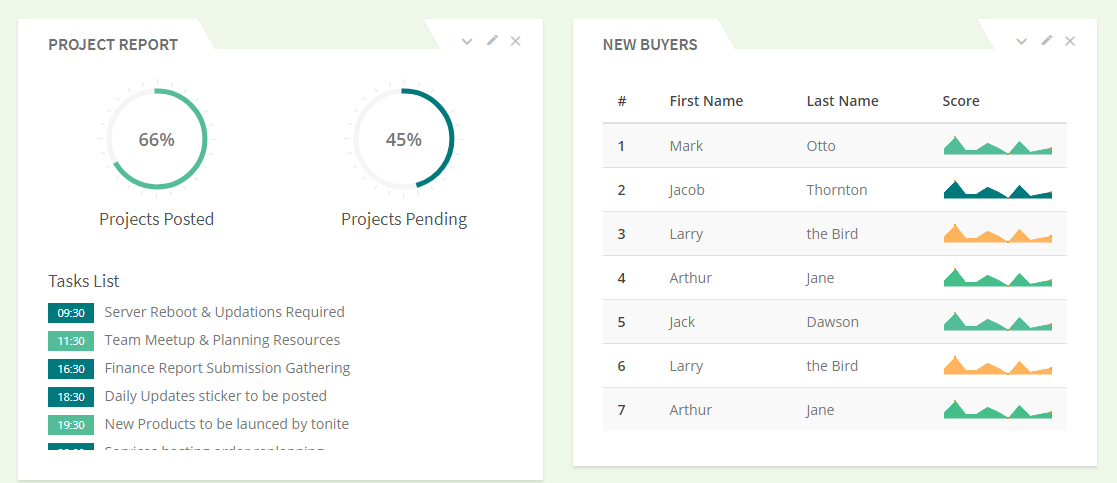 PROJECT REPORT
66%
45%
Projects Posted
Projects Pending
Tasks List
09:30 Server Reboot & Updations Required
11:30 Team Meetup & Planning Resources
16:30 Finance Report Submission Gathering
18:30 Daily Updates sticker to be posted
19:30 New Products to be launced by tonite
NEW BUYERS
# First Name Last Name Score
1 Mark Otto
2 Jacob Thornton
3 Larry the Bird
4 Arthur Jane
5 Jack Dawson
6 Larry the Bird
7 Arthur Jane